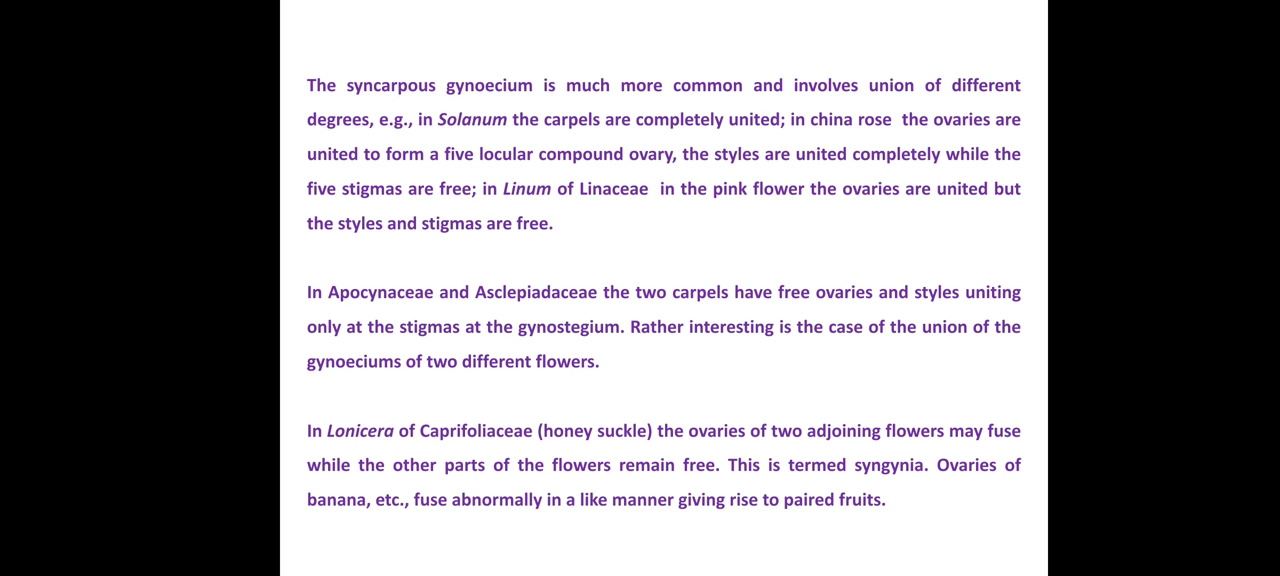 The syncarpous gynoecium is much more common and involves union of different
degrees, e.g., in Solanum the carpels are completely united; in china rose the ovaries are
united to form a five locular compound ovary, the styles are united completely while the
five stigmas are free; in Linum of Linaceae in the pink flower the ovaries are united but
the styles and stigmas are free.
In Apocynaceae and Asclepiadaceae the two carpels have free ovaries and styles uniting
only at the stigmas at the gynostegium. Rather interesting is the case of the union of the
gynoeciums of two different flowers.
In Lonicera of Caprifoliaceae (honey suckle) the ovaries of two adjoining flowers may fuse
while the other parts of the flowers remain free. This is termed syngynia. Ovaries of
banana, etc., fuse abnormally in a like manner giving rise to paired fruits.